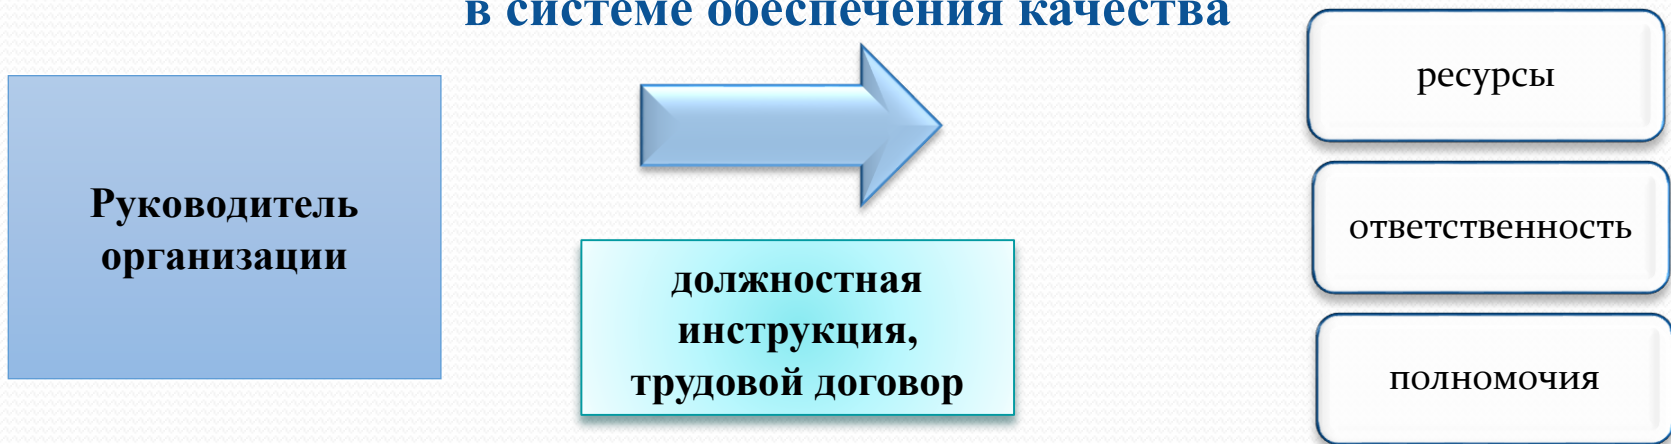 в системе обеспечения качества
Руководитель
организации
должностная
инструкция,
трудовой договор
ресурсы
ответственность
полномочия